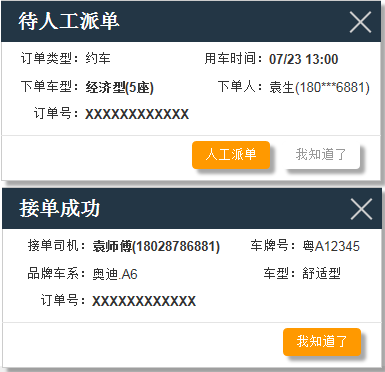 待人工派单
订单类型：约车 用车时间：07/23 13:00
下单车型：经济型(5座) 下单人：袁生(180***6881)
订单号：XXXXXXXXXXXX
人工派单 我知道了
接单成功
接单司机：袁师傅(18028786881) 车牌号：粤A12345
品牌车系：奥迪.A6 车型：舒适型
订单号：XXXXXXXXXXXX
我知道了